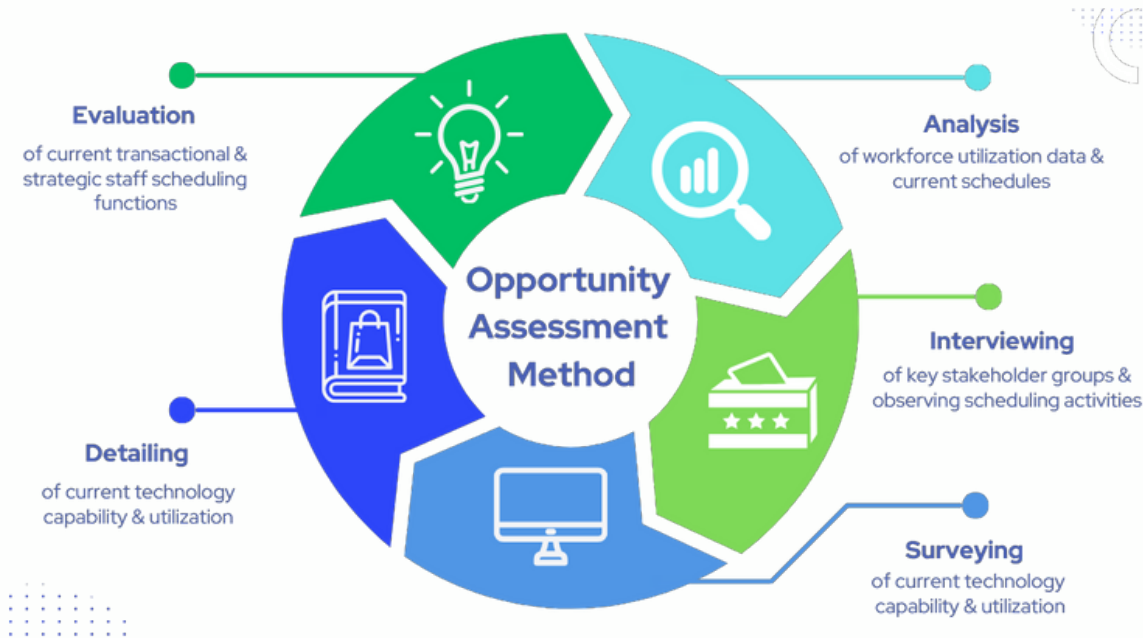 Opportunity
Assessment
Method
Evaluation
of current transactional &
strategic staff scheduling
functions
Analysis
of workforce utilization data &
current schedules
Interviewing
of key stakeholder groups &
observing scheduling activities
Surveying
of current technology
capability & utilization
Detailing
of current technology
capability & utilization